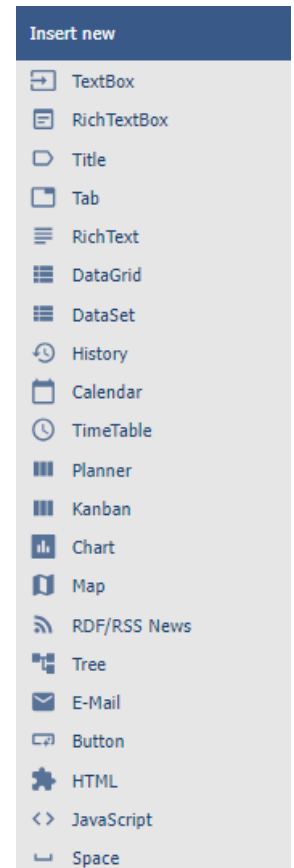 Insert new
TextBox
RichTextBox
Title
Tab
RichText
DataGrid
DataSet
History
Calendar
TimeTable
Planner
Kanban
Chart
Map
RDF/RSS News
Tree
E-Mail
Button
HTML
JavaScript
Space